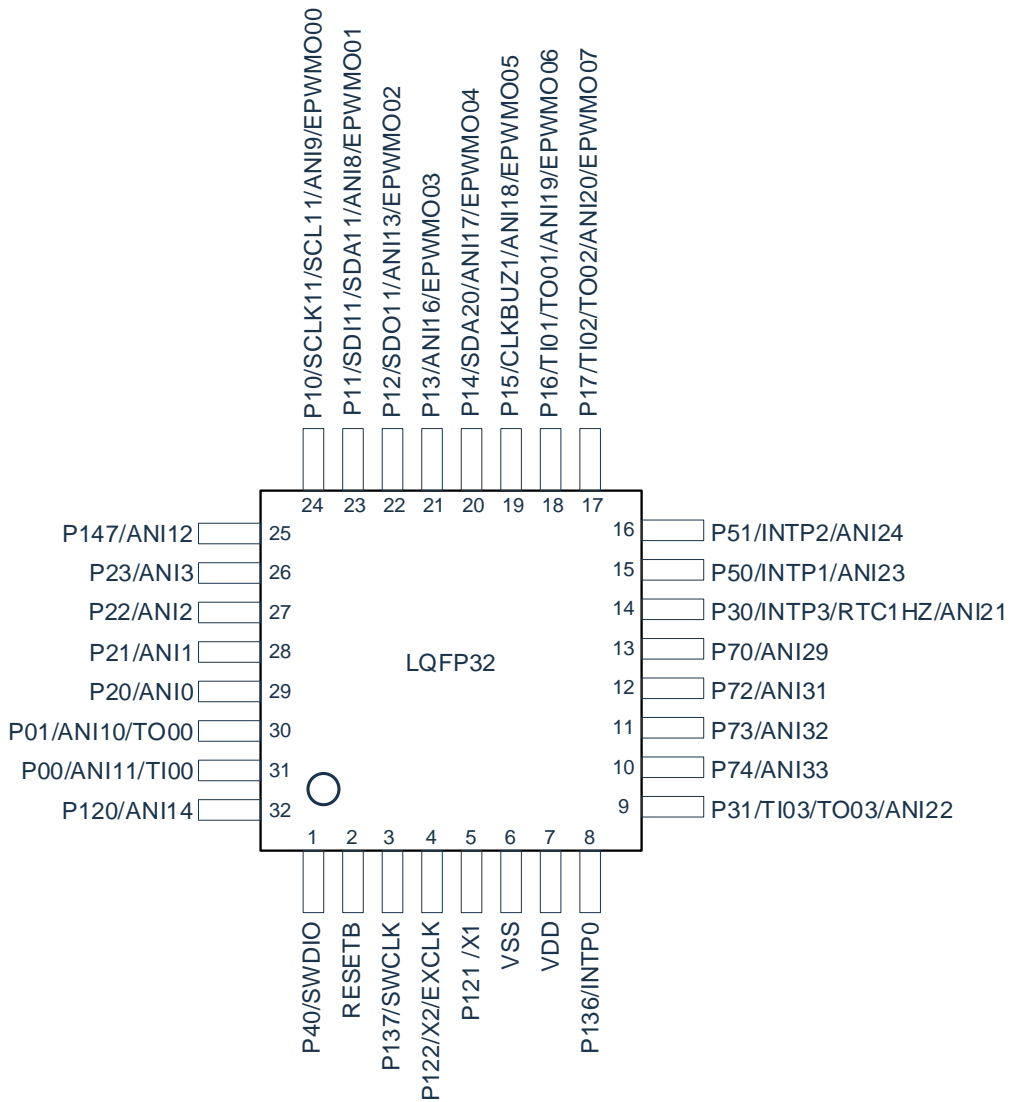 P10/SCLK11/SCL11/ANI9/EPWMO00
P11/SDI11/SDA11/ANI8/EPWMO01
P12/SDO11/ANI13/EPWMO02
P13/ANI16/EPWMO03
P14/SDA20/ANI17/EPWMO04
P15/CLKBUZ1/ANI18/EPWMO05
P16/TI01/TO01/ANI19/EPWMO06
P17/TI02/TO02/ANI20/EPWMO07
24 23 22 21 20 19 18 17
P147/ANI12 25
P23/ANI3 26
P22/ANI2 27
P21/ANI1 28
P20/ANI0 29
P01/ANI10/TO00 30
P00/ANI11/TI00 31
P120/ANI14 32
LQFP32
16 P51/INTP2/ANI24
15 P50/INTP1/ANI23
14 P30/INTP3/RTC1HZ/ANI21
13 P70/ANI29
12 P72/ANI31
11 P73/ANI32
10 P74/ANI33
9 P31/TI03/TO03/ANI22
1 2 3 4 5 6 7 8
P40/SWDIO
RESETB
P137/SWCLK
P122/X2/EXCLK
P121 /X1
VSS
VDD
P136/INTP0